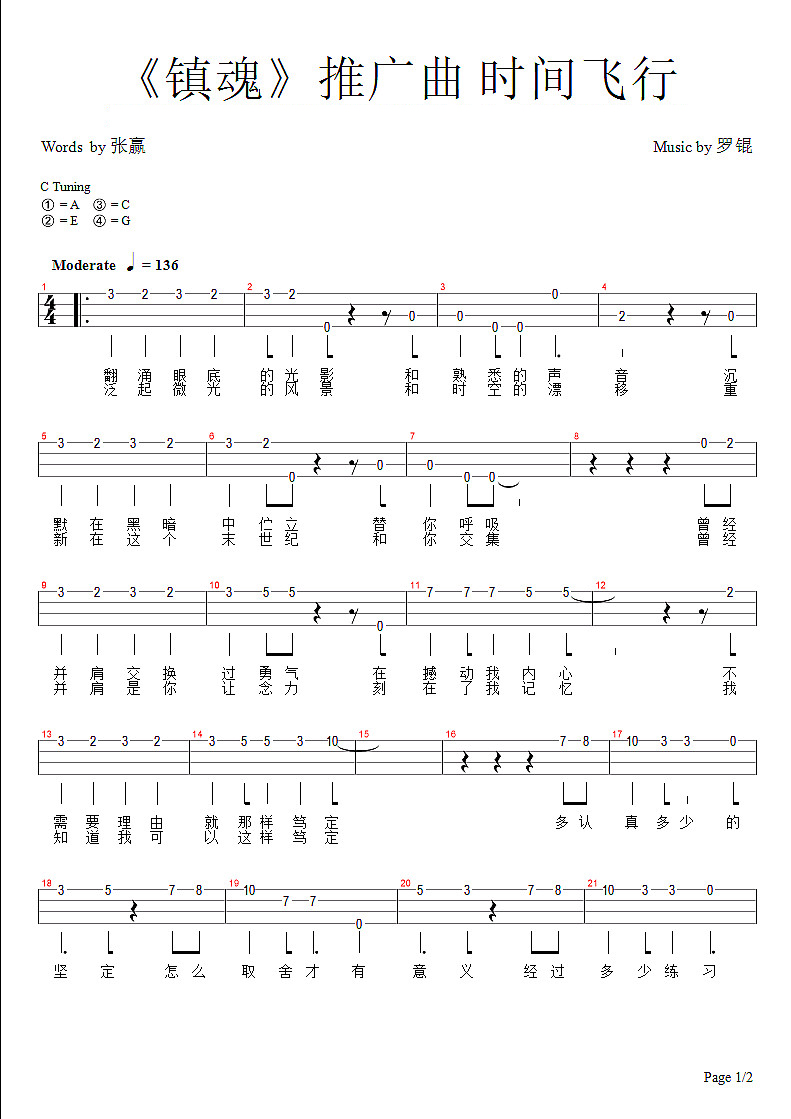 《镇魂》推广曲 时间飞行
Words by 张赢
Music by 罗锟
C Tuning
① = A ③ = C
② = E ④ = G
Moderate ♩ = 136
1 2 3 4
4/4 3 2 3 2 3 2 0 0 0 0 0 0 2 0
翻 涌 眼 底 的 光 影 和 熟 悉 的 声 音 沉
泛 起 微 光 的 风 景 和 时 空 的 漂 移 重
5 6 7 8
3 2 3 2 3 2 0 0 0 0 0 0 2
默 在 黑 暗 中 伫 立 替 你 呼 吸 曾 经
新 在 这 个 末 世 纪 和 你 交 集 曾 经
9 10 11 12
3 2 3 2 3 5 5 0 7 7 7 5 5 2
并 肩 交 换 过 勇 气 在 撼 动 我 内 心 不
并 肩 是 你 让 念 力 刻 在 了 我 记 忆 我
13 14 15 16 17
3 2 3 2 3 5 5 3 10 7 8 10 3 3 0
需 要 理 由 就 那 样 笃 定 多 认 真 多 少 的
知 道 我 可 以 这 样 笃 定
18 19 20 21
3 5 7 8 10 7 7 0 5 3 7 8 10 3 3 0
坚 定 怎 么 取 舍 才 有 意 义 经 过 多 少 练 习
Page 1/2